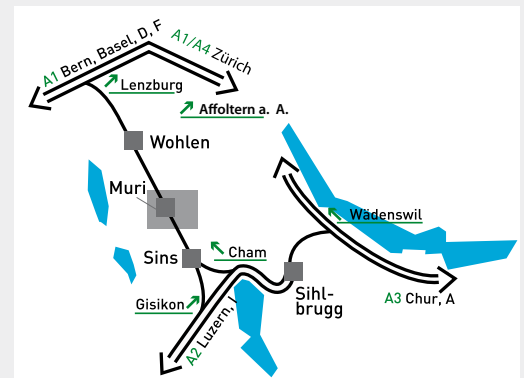 A1 Bern, Basel, D, F
A1/A4 Zürich
Lenzburg
Affoltern a. A.
Wohlen
Muri
Wädenswil
Sins
Cham
Gisikon
Sihl-
brugg
A3 Chur, A
A2 Luzern, I